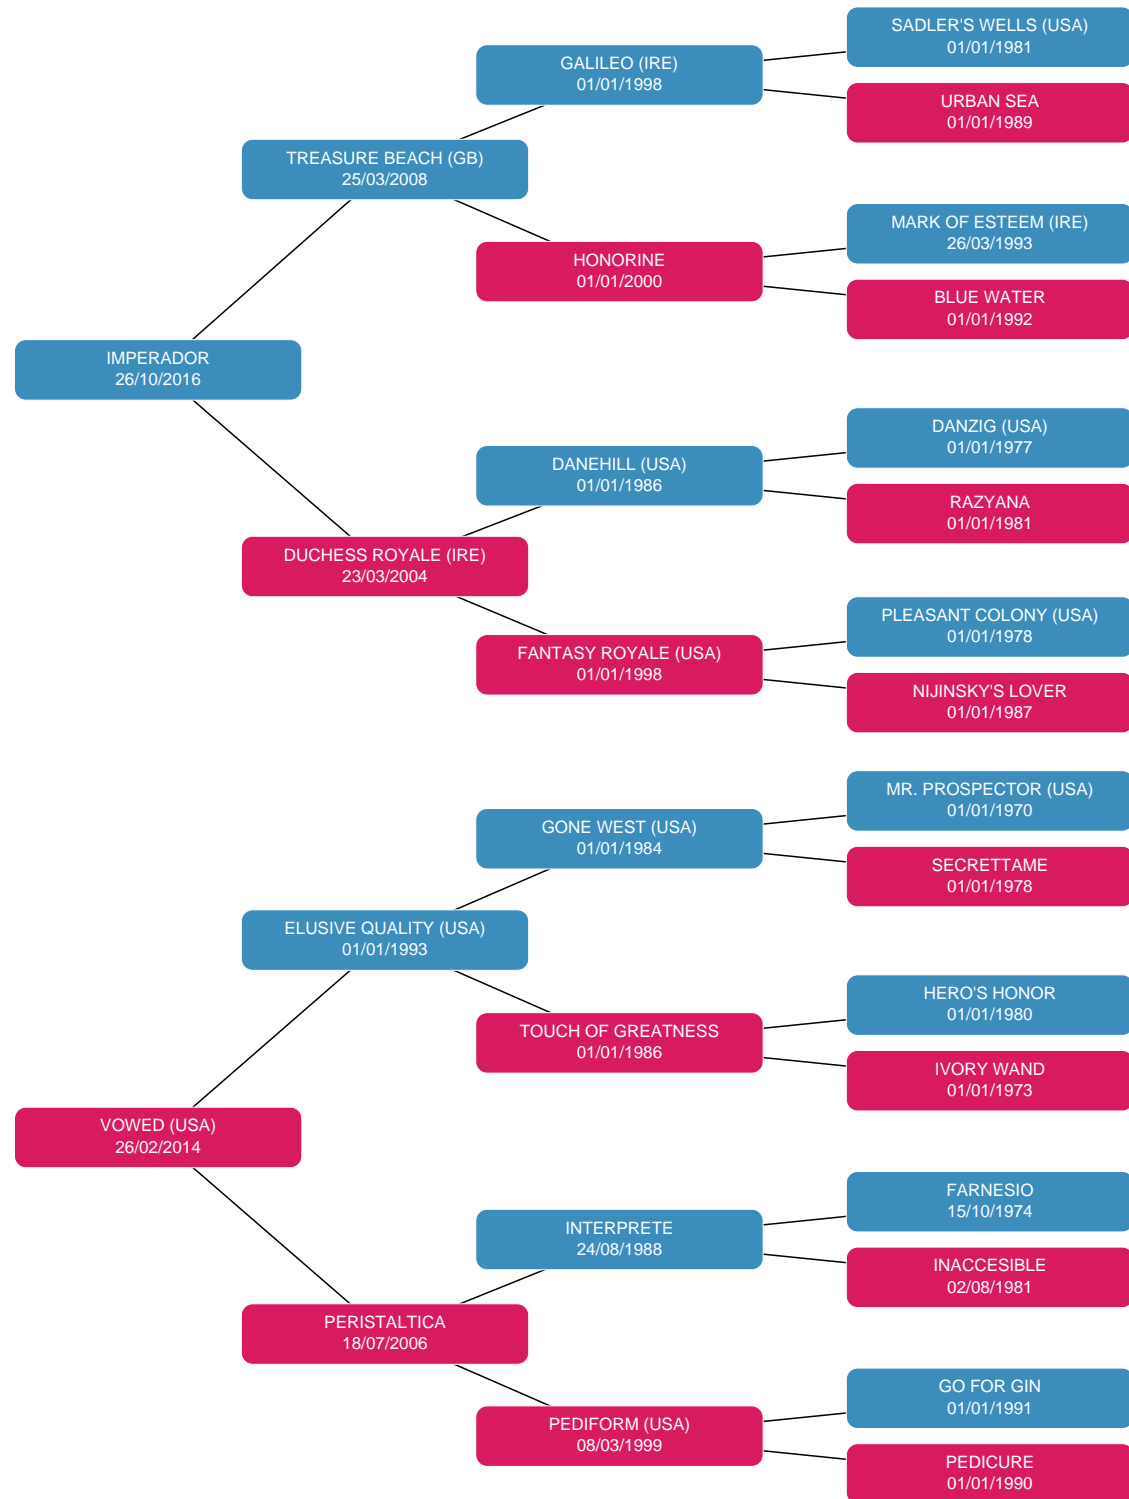 SADLER'S WELLS (USA)
01/01/1981
GALILEO (IRE)
01/01/1998
URBAN SEA
01/01/1989
TREASURE BEACH (GB)
25/03/2008
MARK OF ESTEEM (IRE)
26/03/1993
HONORINE
01/01/2000
BLUE WATER
01/01/1992
IMPERADOR
26/10/2016
DANZIG (USA)
01/01/1977
DANEHILL (USA)
01/01/1986
RAZYANA
01/01/1981
DUCHESS ROYALE (IRE)
23/03/2004
PLEASANT COLONY (USA)
01/01/1978
FANTASY ROYALE (USA)
01/01/1998
NIJINSKY'S LOVER
01/01/1987
MR. PROSPECTOR (USA)
01/01/1970
GONE WEST (USA)
01/01/1984
SECRETTAME
01/01/1978
ELUSIVE QUALITY (USA)
01/01/1993
HERO'S HONOR
01/01/1980
TOUCH OF GREATNESS
01/01/1986
IVORY WAND
01/01/1973
VOWED (USA)
26/02/2014
FARNESIO
15/10/1974
INTERPRETE
24/08/1988
INACCESIBLE
02/08/1981
PERISTALTICA
18/07/2006
GO FOR GIN
01/01/1991
PEDIFORM (USA)
08/03/1999
PEDICURE
01/01/1990